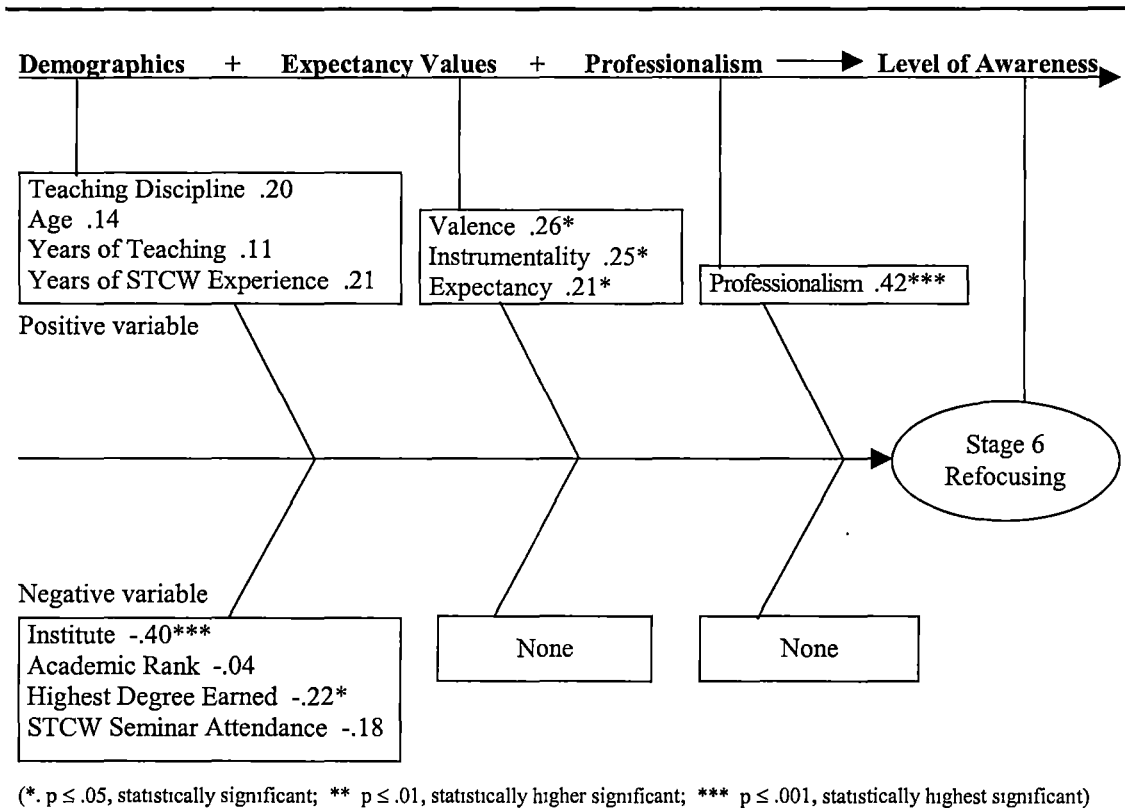 Demographics + Expectancy Values + Professionalism Level of Awareness
Teaching Discipline .20
Age .14
Years of Teaching .11
Years of STCW Experience .21
Valence .26*
Instrumentality .25*
Expectancy .21*
Professionalism .42***
Positive variable
Stage 6
Refocusing
Negative variable
Institute -.40***
Academic Rank -.04
Highest Degree Earned -.22*
STCW Seminar Attendance -.18
None
None
(*. p ≤ .05, statistically significant; ** p ≤ .01, statistically higher significant; *** p ≤ .001, statistically highest significant)